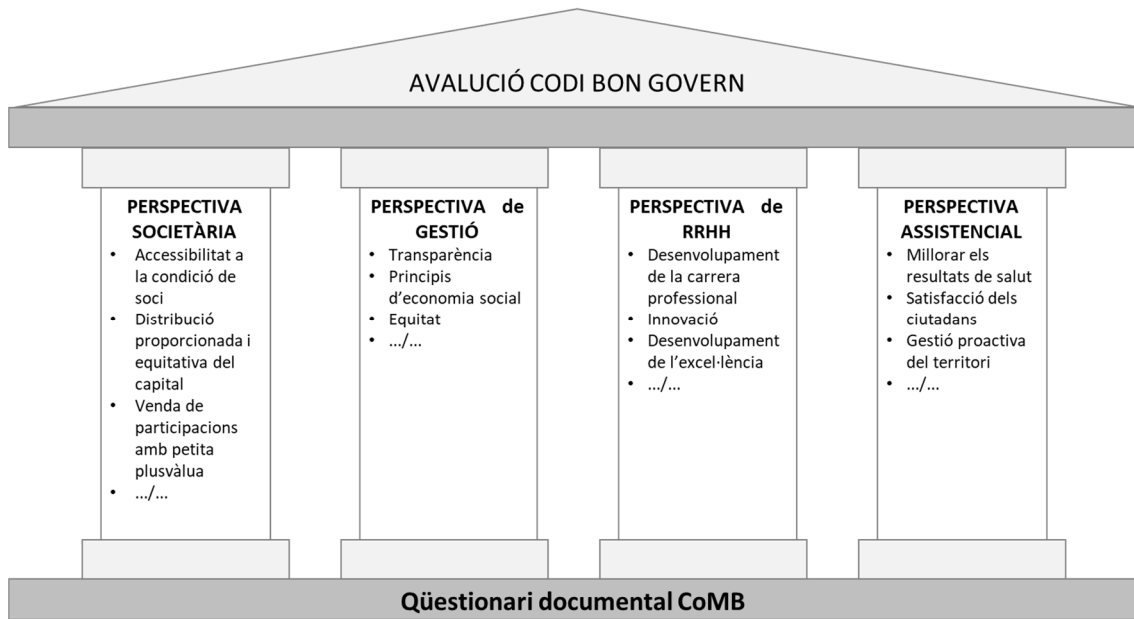 AVALUCIÓ CODI BON GOVERN
PERSPECTIVA
SOCIETÀRIA
• Accessibilitat a
la condició de
soci
• Distribució
proporcionada i
equitativa del
capital
• Venda de
participacions
amb petita
plusvàlua
• .../...
PERSPECTIVA de
GESTIÓ
• Transparència
• Principis
d'economia social
• Equitat
• .../...
PERSPECTIVA de
RRHH
• Desenvolupament
de la carrera
professional
• Innovació
• Desenvolupament
de l'excel·lència
• .../...
PERSPECTIVA
ASSISTENCIAL
• Millorar els
resultats de salut
• Satisfacció dels
ciutadans
• Gestió proactiva
del territori
• .../...
Qüestionari documental CoMB